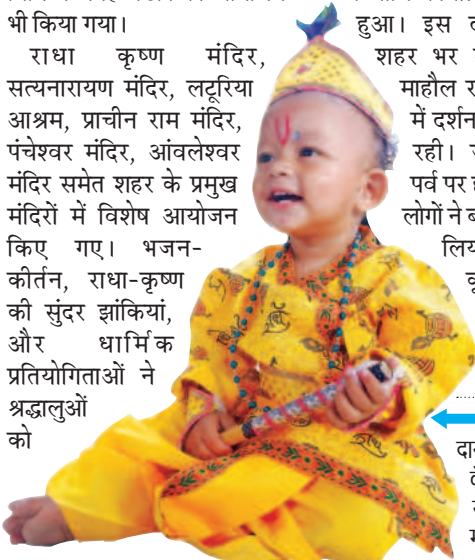 भी किया गया।
राधा कृष्ण मंदिर,
सत्यनारायण मंदिर, लटूरिया
आश्रम, प्राचीन राम मंदिर,
पंचेश्वर मंदिर, आंवलेश्वर
मंदिर समेत शहर के प्रमुख
मंदिरों में विशेष आयोजन
किए गए। भजन-
कीर्तन, राधा-कृष्ण
की सुंदर झांकियां,
और धार्मिक
प्रतियोगिताओं ने
श्रद्धालुओं
को
हुआ। इस
शहर भर
माहौल
में दर्शन
रही।
पर्व पर
लोगों ने